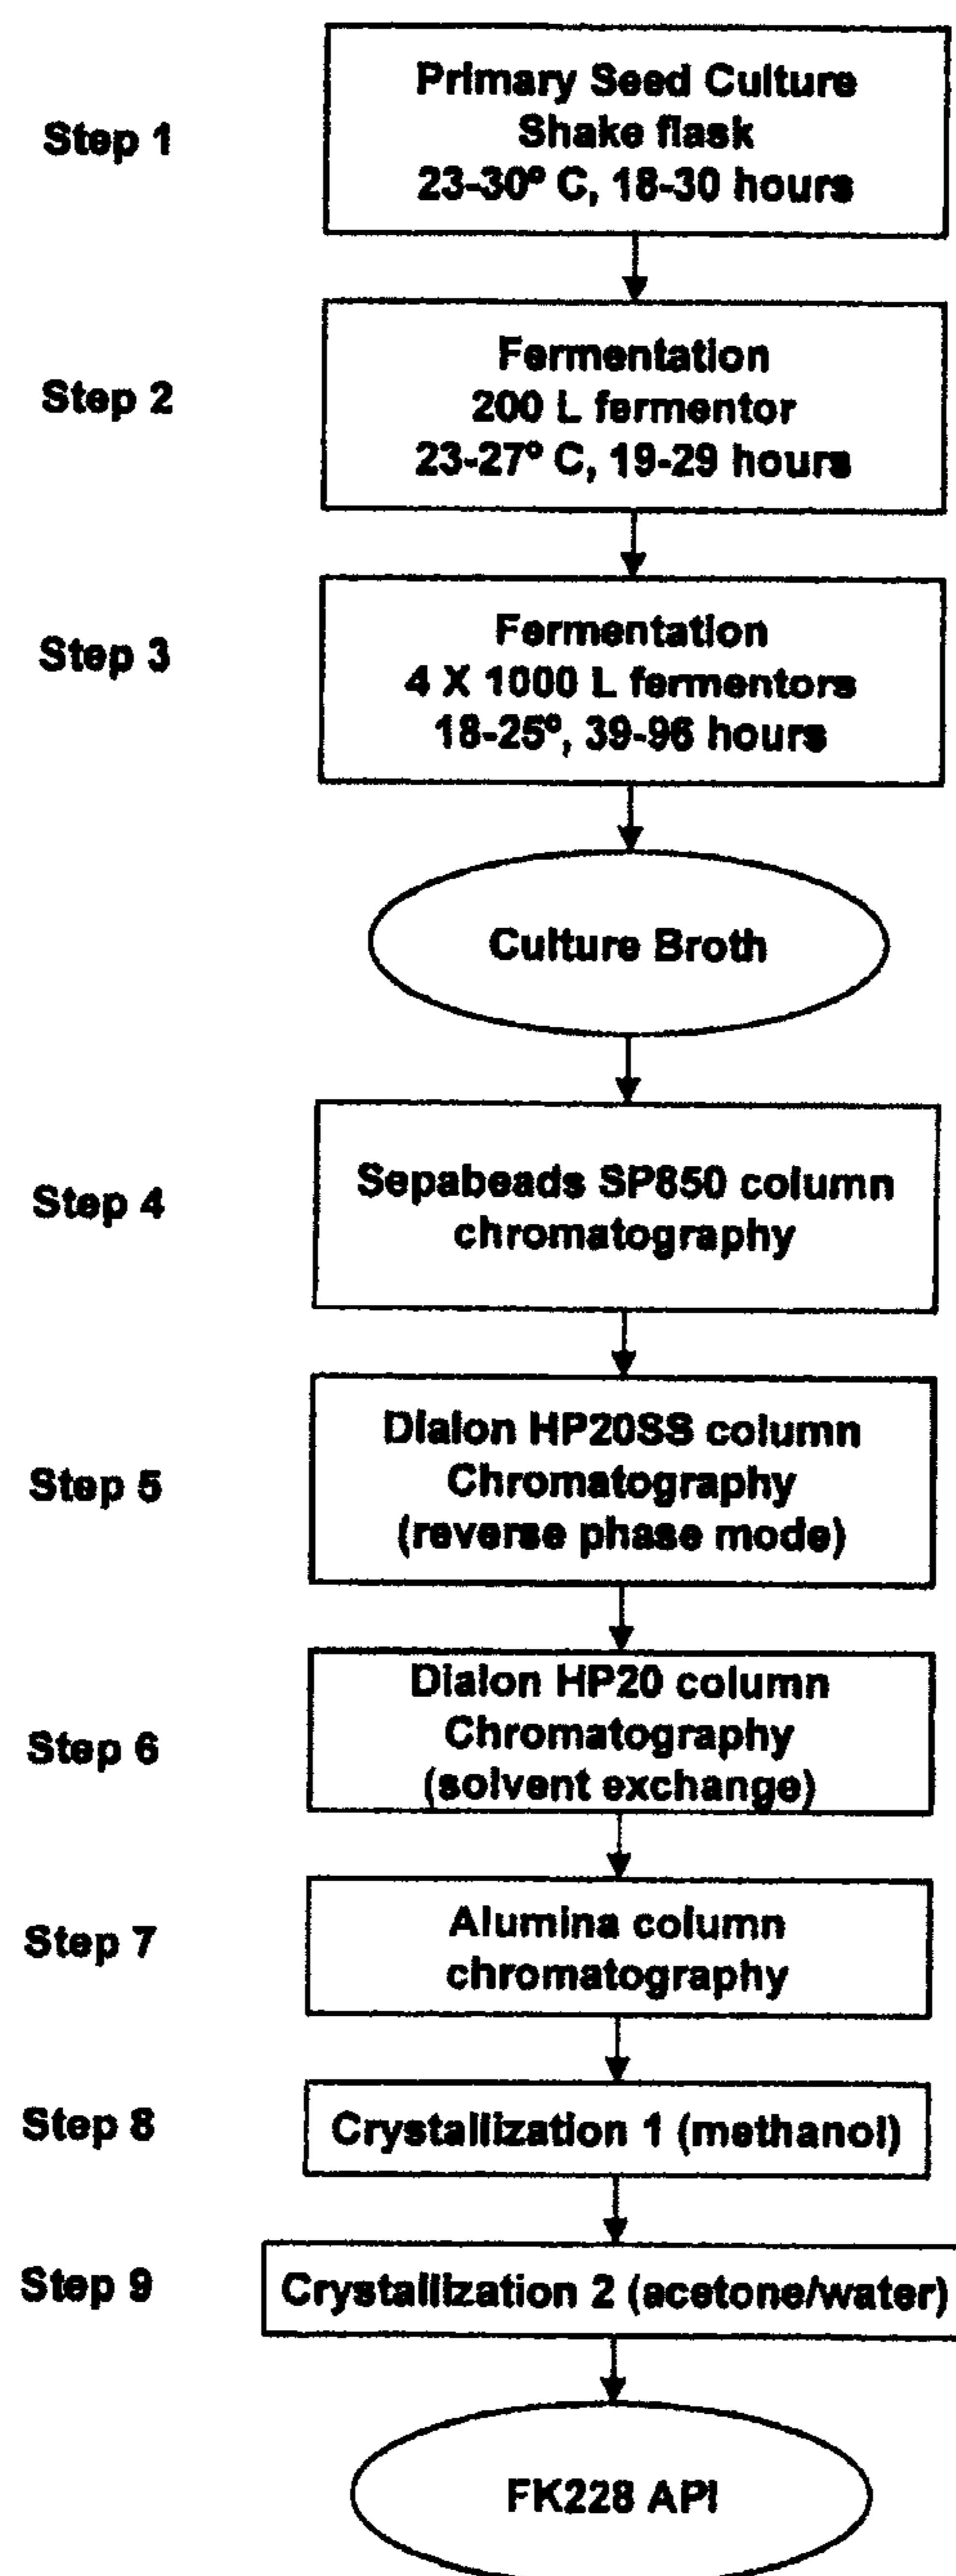 Step 1
Primary Seed Culture
Shake flask
23-30º C, 18-30 hours
Step 2
Fermentation
200 L fermentor
23-27º C, 19-29 hours
Step 3
Fermentation
4 X 1000 L fermentors
18-25º, 39-96 hours
Culture Broth
Step 4
Sepabeads SP850 column
chromatography
Step 5
Dialon HP20SS column
Chromatography
(reverse phase mode)
Step 6
Dialon HP20 column
Chromatography
(solvent exchange)
Step 7
Alumina column
chromatography
Step 8
Crystallization 1 (methanol)
Step 9
Crystallization 2 (acetone/water)
FK228 API